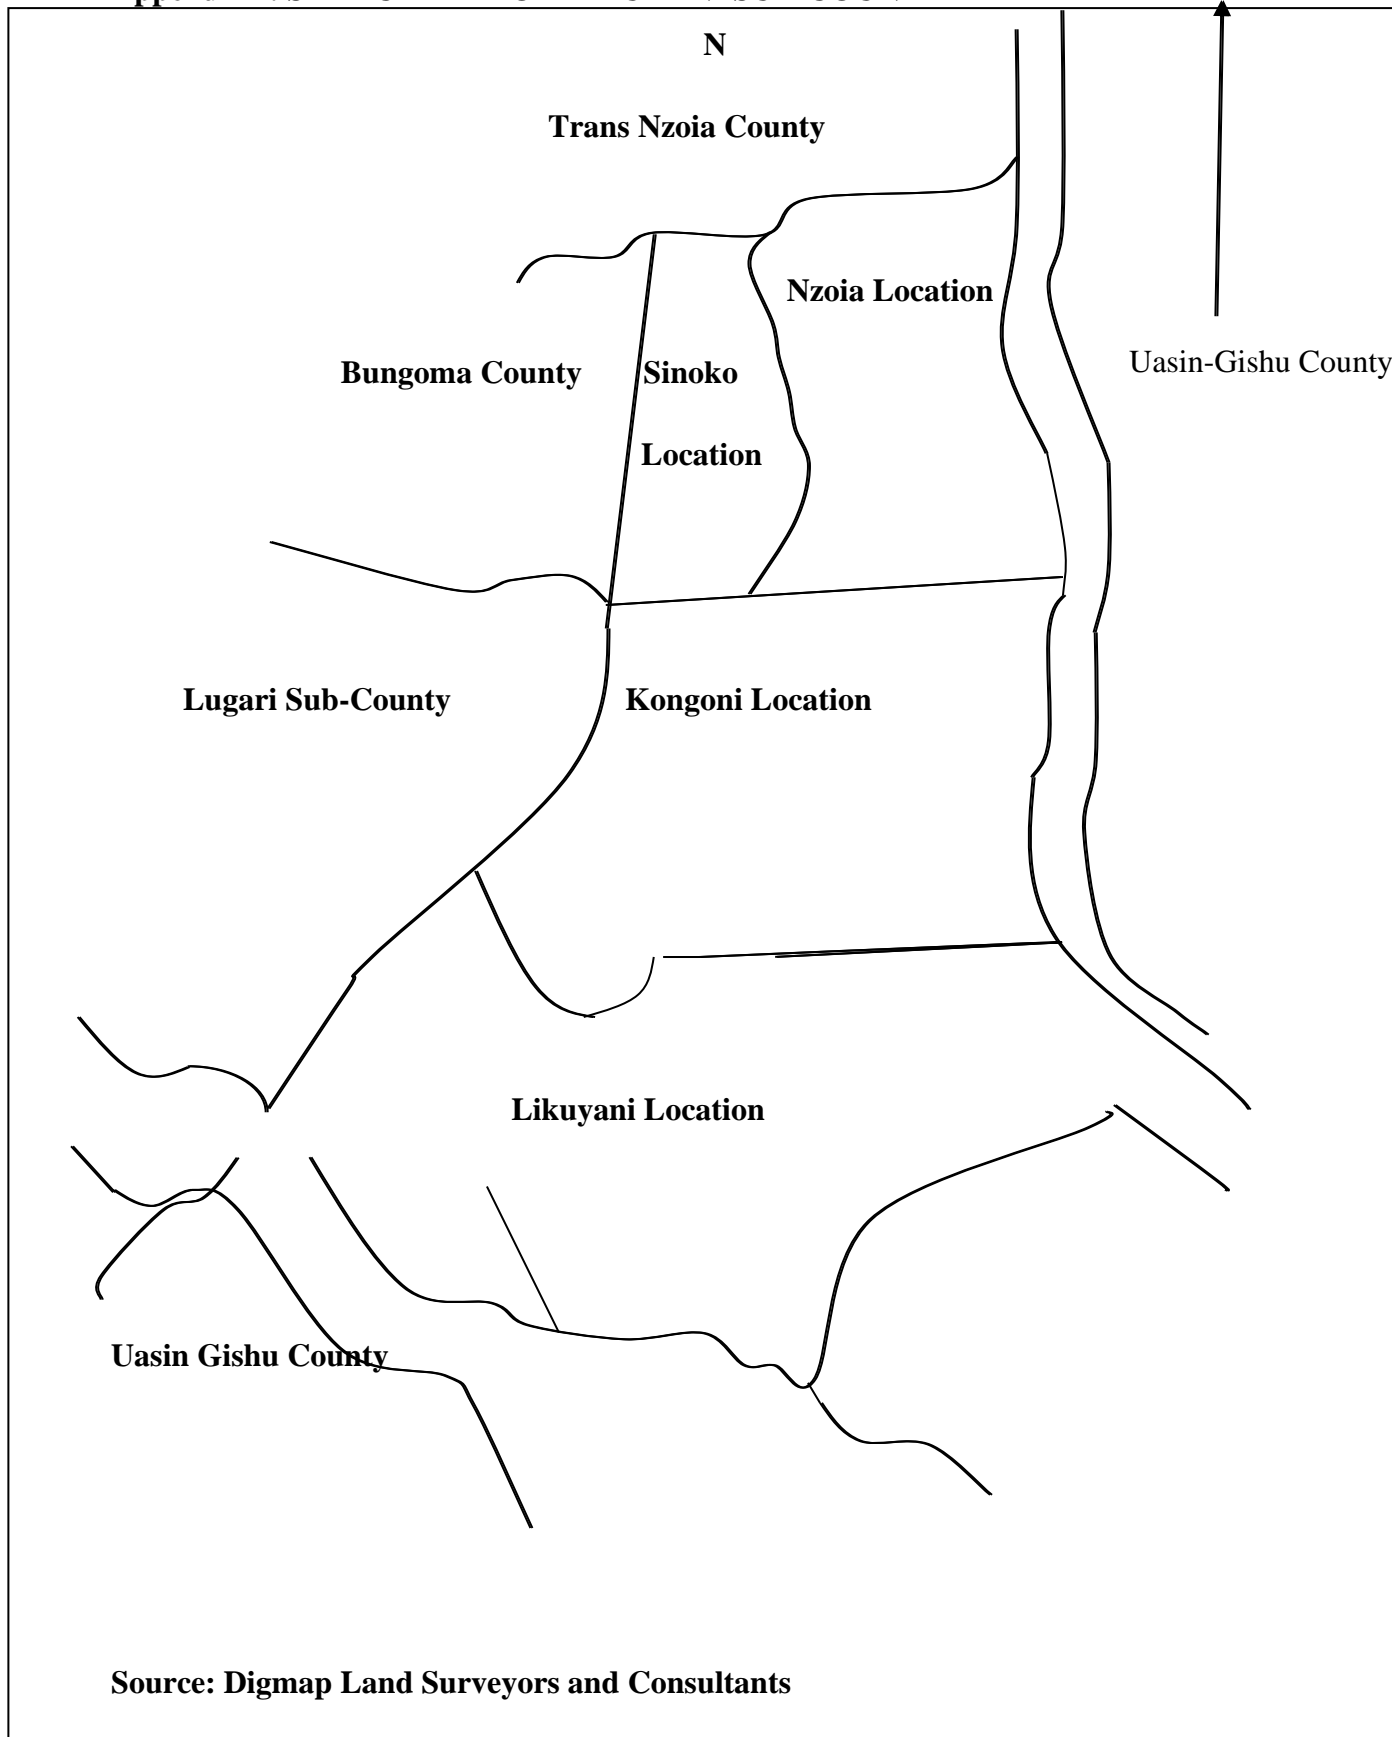 N
Trans Nzoia County
Nzoia Location
Uasin-Gishu County
Bungoma County
Sinoko
Location
Lugari Sub-County
Kongoni Location
Likuyani Location
Uasin Gishu County
Source: Digmap Land Surveyors and Consultants